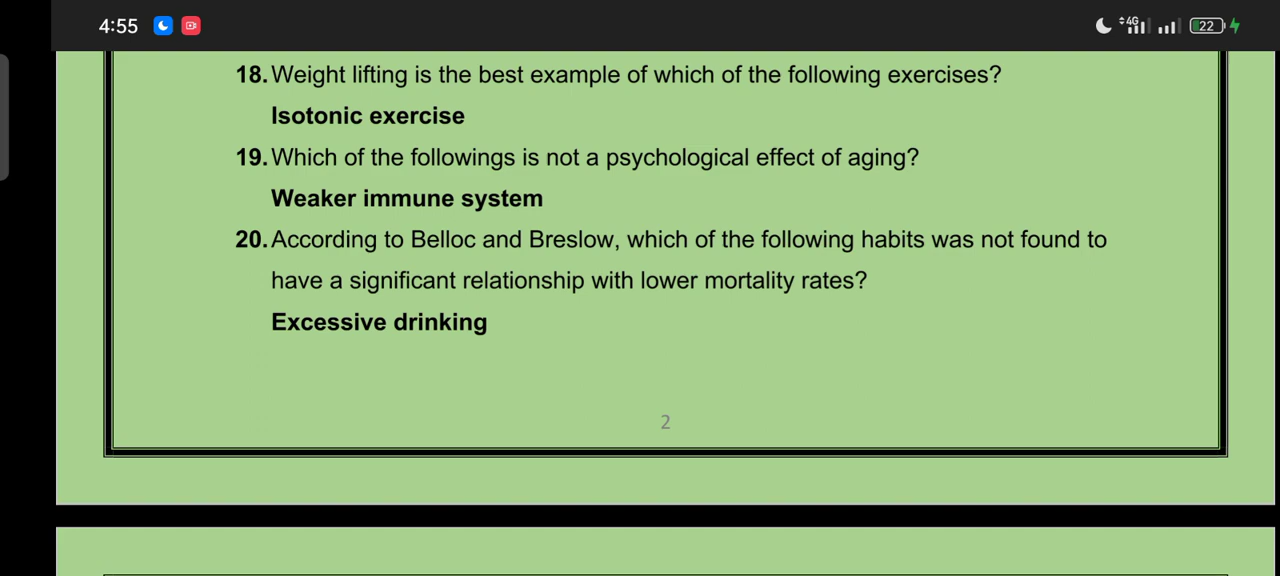 4:55
4G
22
18. Weight lifting is the best example of which of the following exercises?
Isotonic exercise
19. Which of the followings is not a psychological effect of aging?
Weaker immune system
20. According to Belloc and Breslow, which of the following habits was not found to
have a significant relationship with lower mortality rates?
Excessive drinking
2